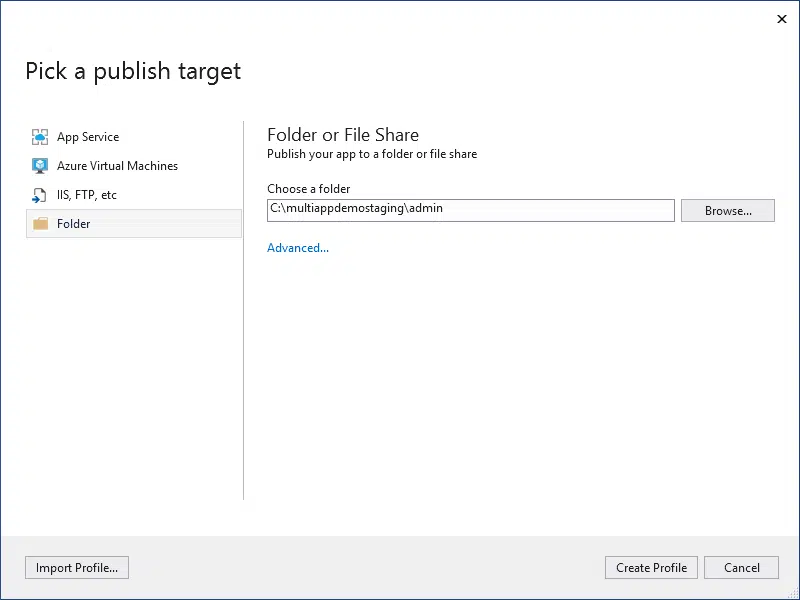 Pick a publish target
App Service
Azure Virtual Machines
IIS, FTP, etc
Folder
Folder or File Share
Publish your app to a folder or file share
Choose a folder
C:\multiappdemostaging\admin
Browse...
Advanced...
Import Profile...
Create Profile
Cancel